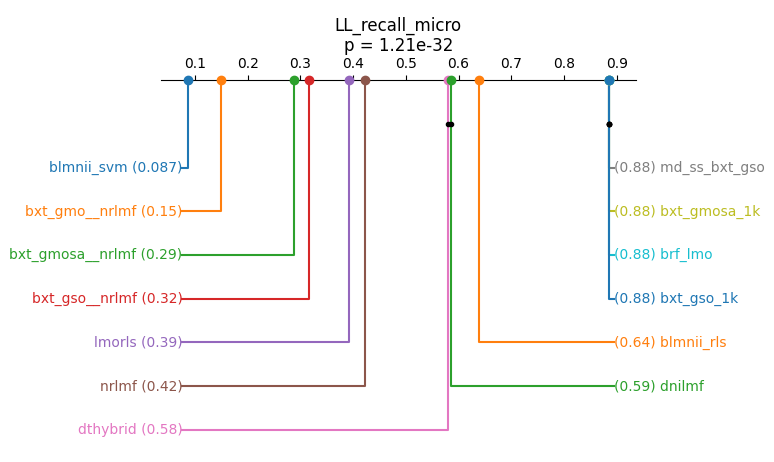 LL_recall_micro
p = 1.21e-32
0.1 0.2 0.3 0.4 0.5 0.6 0.7 0.8 0.9
blmnii_svm (0.087) (0.88) md_ss_bxt_gso
bxt_gmo__nrlmf (0.15) (0.88) bxt_gmosa_1k
bxt_gmosa__nrlmf (0.29) (0.88) brf_lmo
bxt_gso__nrlmf (0.32) (0.88) bxt_gso_1k
lmorls (0.39) (0.64) blmnii_rls
nrlmf (0.42) (0.59) dnilmf
dthybrid (0.58)